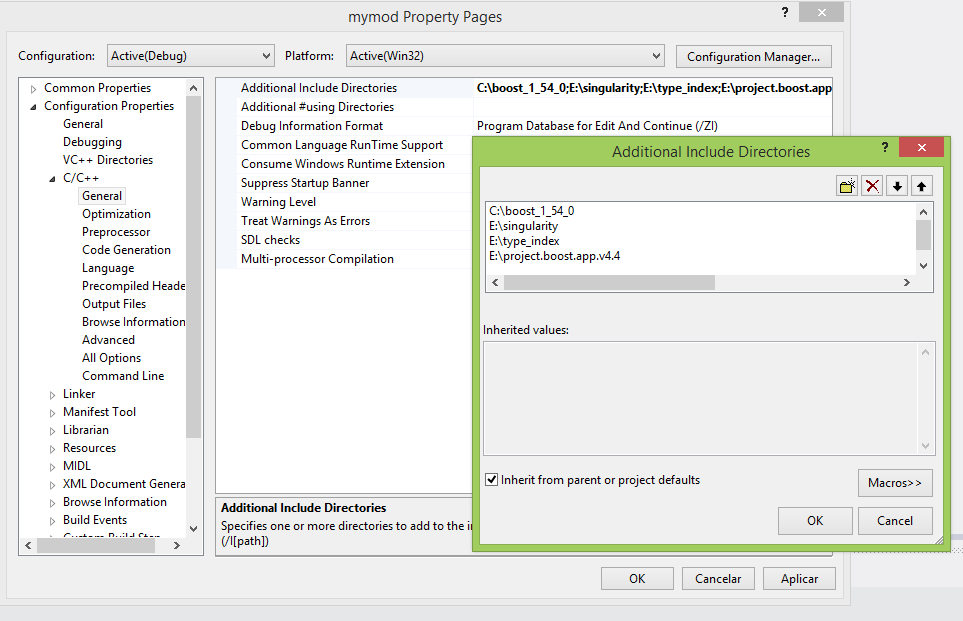 mymod Property Pages
?
Configuration: Active(Debug) Platform: Active(Win32) Configuration Manager...
Common Properties
Configuration Properties
General
Debugging
VC++ Directories
C/C++
General
Optimization
Preprocessor
Code Generation
Language
Precompiled Heade
Output Files
Browse Information
Advanced
All Options
Command Line
Linker
Manifest Tool
Librarian
Resources
MIDL
XML Document Genera
Browse Information
Build Events
Custom Build Step
Additional Include Directories C:\boost_1_54_0;E:\singularity;E:\type_index;E:\project.boost.app
Additional #using Directories
Debug Information Format Program Database for Edit And Continue (/ZI)
Common Language RunTime Support
Consume Windows Runtime Extension
Suppress Startup Banner
Warning Level
Treat Warnings As Errors
SDL checks
Multi-processor Compilation
Additional Include Directories
Specifies one or more directories to add to the i
(/I[path])
Additional Include Directories
?
C:\boost_1_54_0
E:\singularity
E:\type_index
E:\project.boost.app.v4.4
Inherited values:
Inherit from parent or project defaults
Macros>>
OK Cancel
OK Cancelar Aplicar